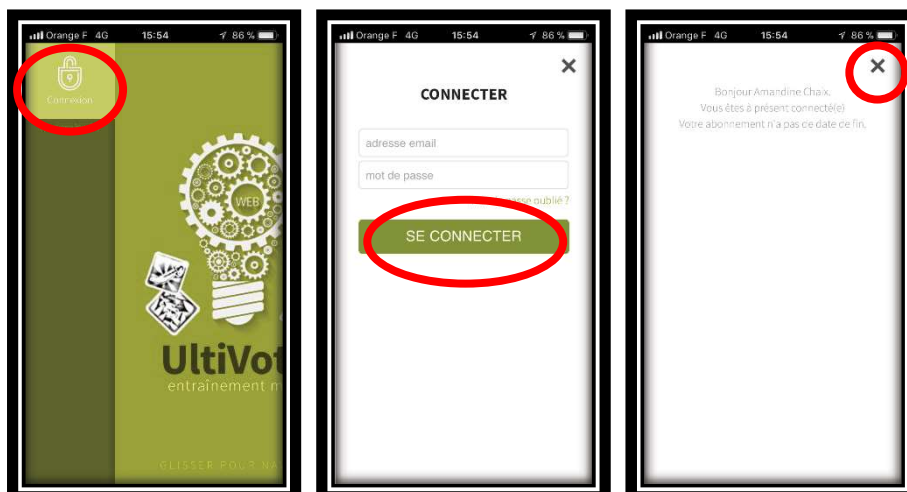 Orange F 4G 15:54 86 %
Connexion
WEB
UltiVot
entraînement m
GLISSER POUR NA
Orange F 4G 15:54 86 %
CONNECTER
adresse email
mot de passe
passe oublié ?
SE CONNECTER
Orange F 4G 15:54 86 %
Bonjour Amandine Chaix.
Vous êtes à présent connecté(e)
Votre abonnement n'a pas de date de fin.